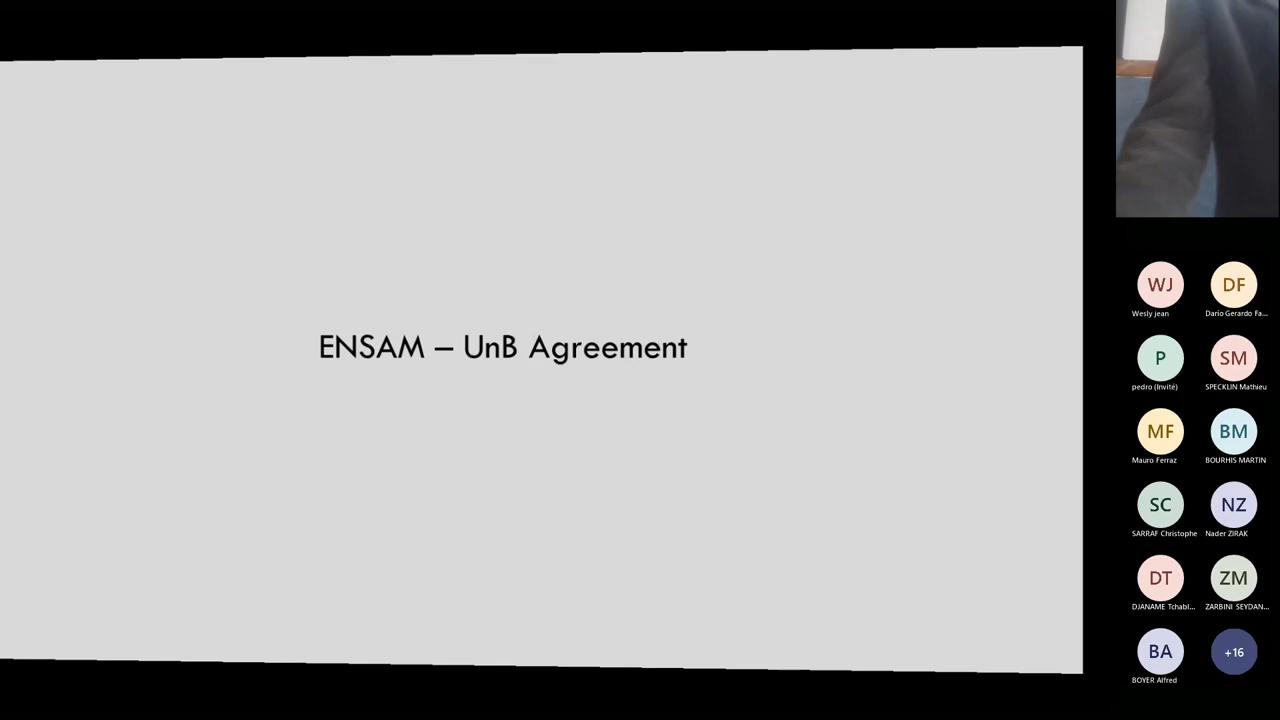 ENSAM – UnB Agreement
WJ
DF
Wesly jean
Darío Gerardo Fa...
P
SM
pedro (Invité)
SPECKLIN Mathieu
MF
BM
Mauro Ferraz
BOURHIS MARTIN
SC
NZ
SARRAF Christophe
Nader ZIRAK
DT
ZM
DJANAME Tchabl...
ZARBINI SEYDAN...
BA
+16
BOYER Alfred